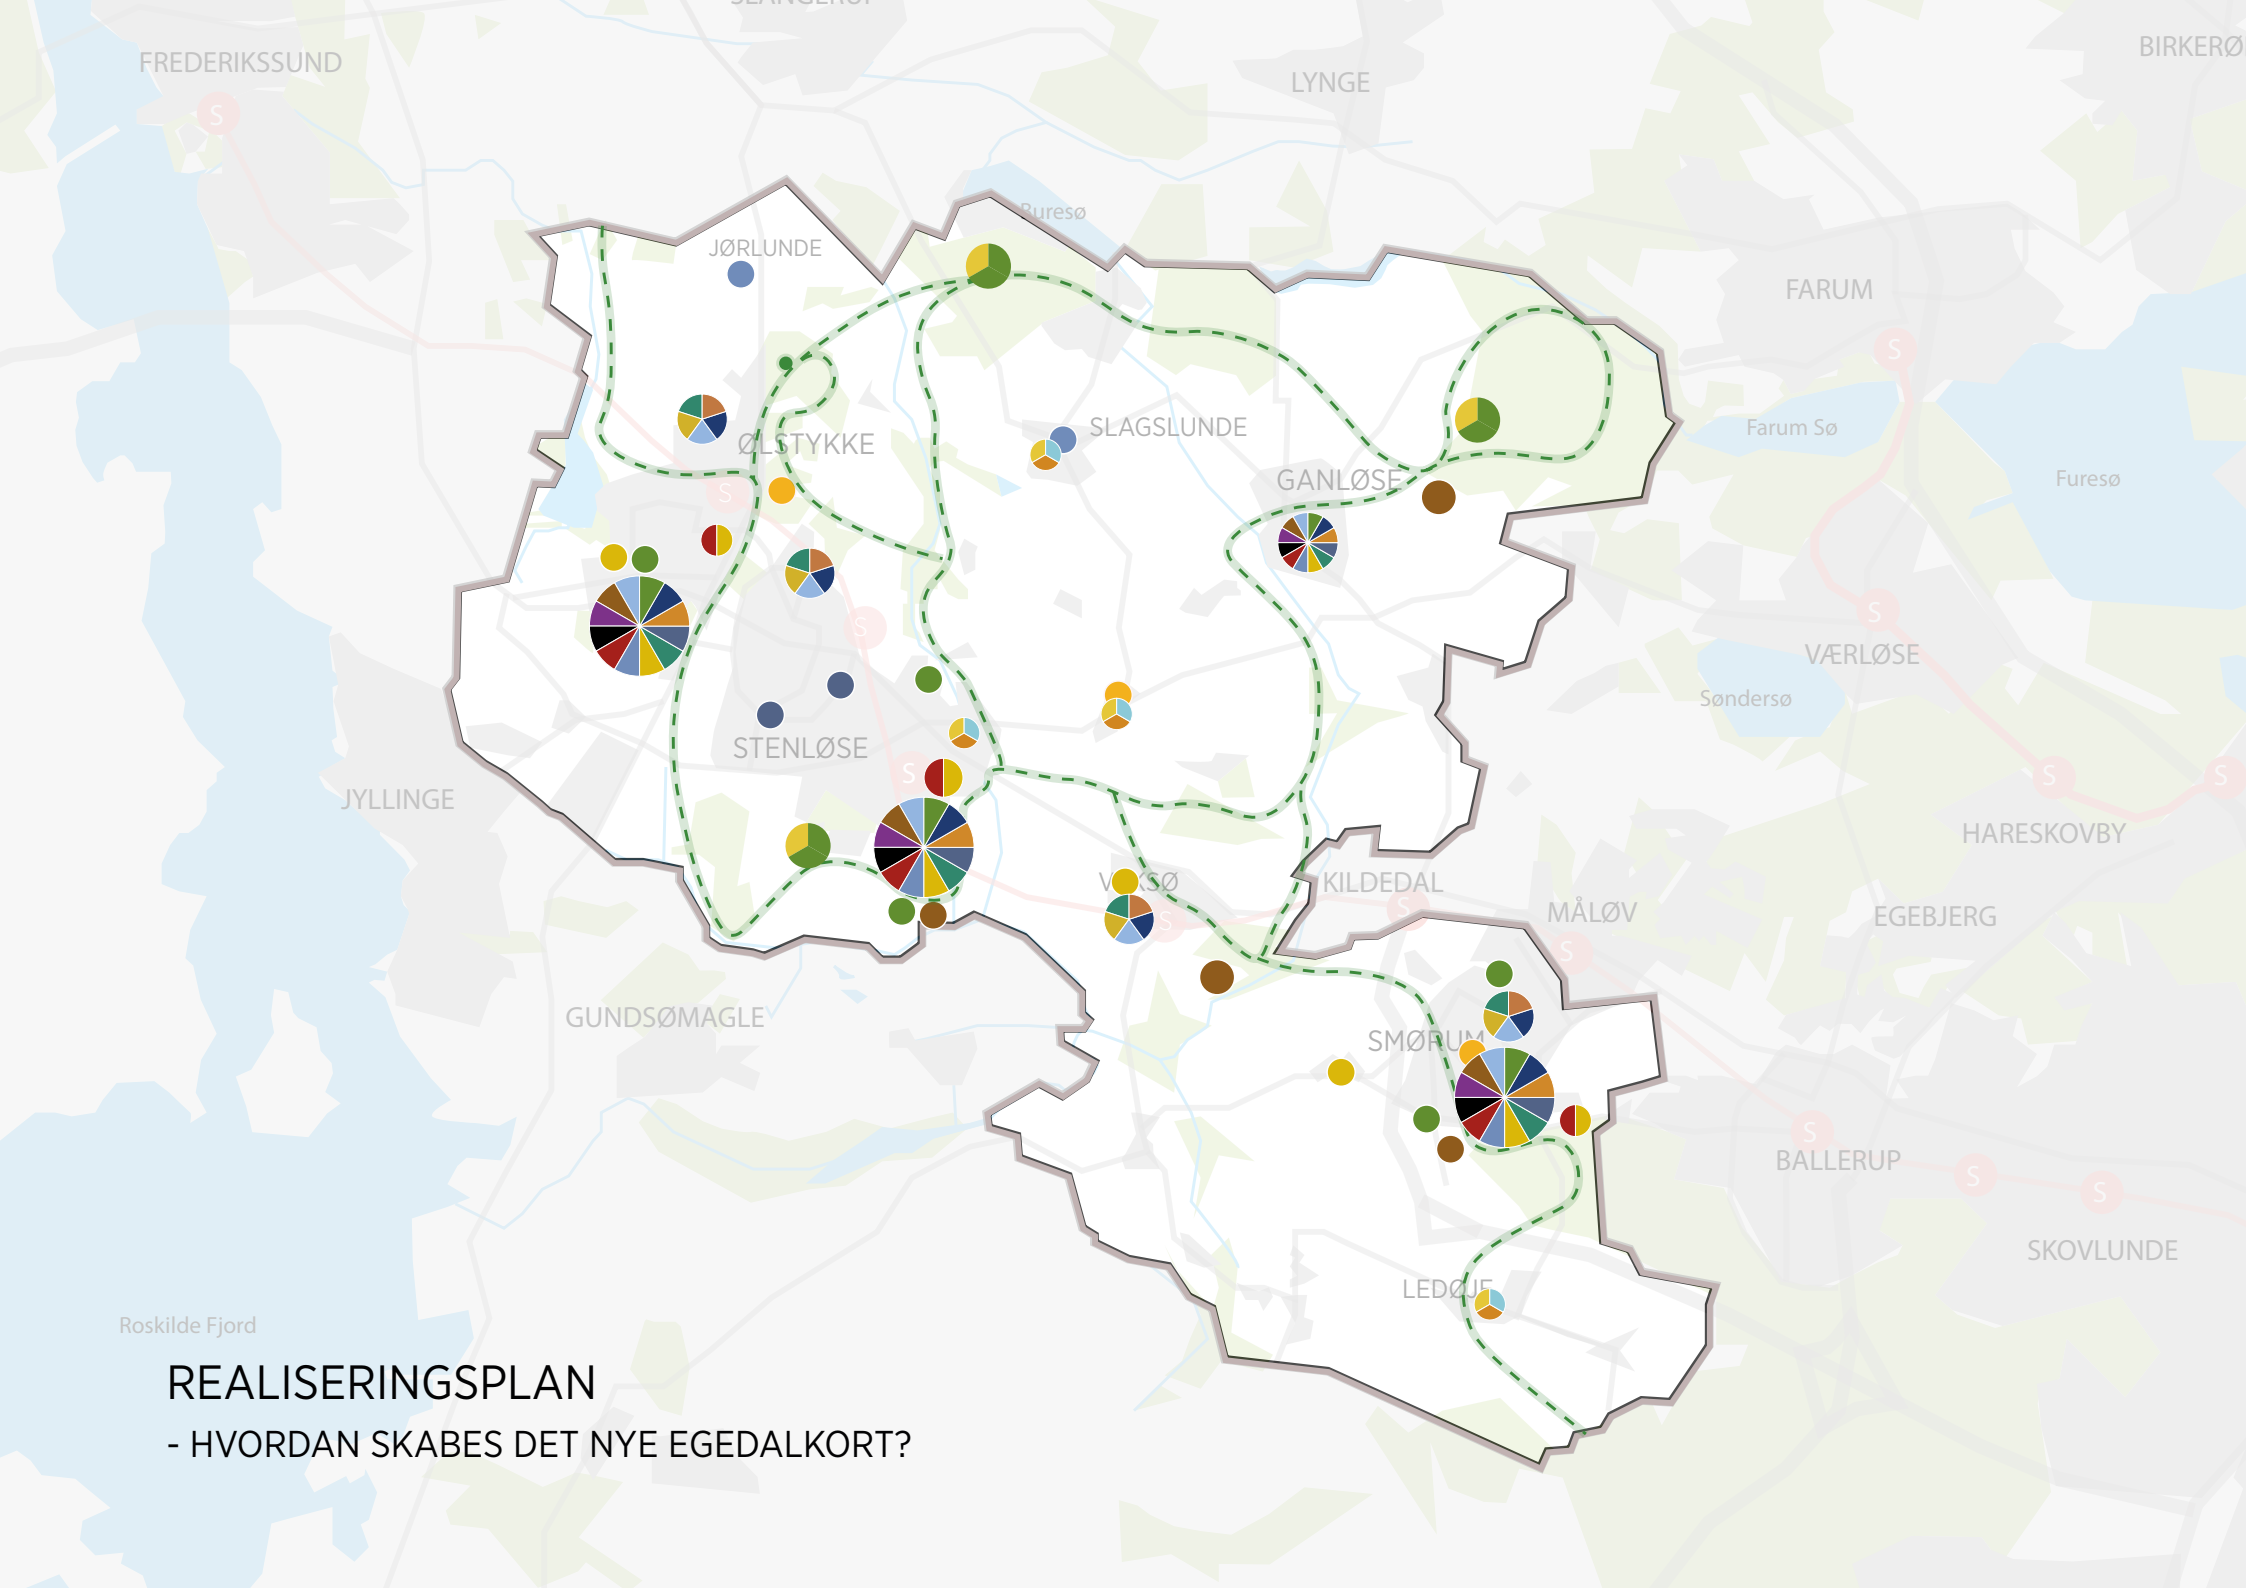 FREDERIKSSUND
LYNGE
Buresø
JØRLUNDE
FARUM
SLAGSLUNDE
ØLSTYKKE
Farum Sø
GANLØSE
Furesø
VÆRLØSE
Søndersø
STENLØSE
JYLLINGE
HARESKOVBY
KILDEDAL
MÅLØV
EGEBJERG
GUNDSØMAGLE
SMØRUM
BALLERUP
SKOVLUNDE
LEDØJE
Roskilde Fjord
S
S
S
S
S
S
S
S
S
S
S
S
S
S
REALISERINGSPLAN
- HVORDAN SKABES DET NYE EGEDALKORT?